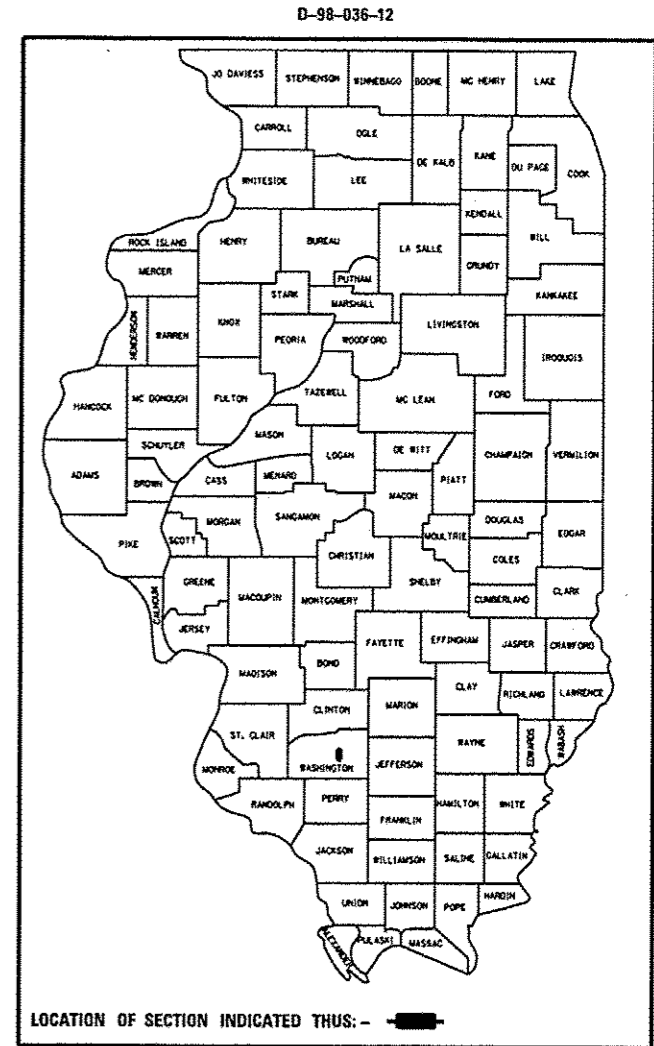 D-98-036-12
JO DAVIESS STEPHENSON WINNEBAGO BOONE MC HENRY LAKE
CARROLL OGLE DE KALB KANE DU PAGE COOK
WHITESIDE LEE KENDALL WILL
ROCK ISLAND HENRY BUREAU LA SALLE GRUNDY
MERCER PUTNAM KANKAKEE
STARK MARSHALL
HENDERSON WARREN KNOX PEORIA WOODFORD LIVINGSTON IROQUOIS
HANCOCK MC DONOUGH FULTON TAZEWELL MC LEAN FORD
SCHUYLER MASON LOGAN DE WITT CHAMPAIGN VERMILION
ADAMS BROWN CASS MENARD MACON PIATT
PIKE SCOTT MORGAN SANGAMON CHRISTIAN MOULTRIE DOUGLAS EDGAR
COLES
CALHOUN GREENE MACOUPIN MONTGOMERY SHELBY CUMBERLAND CLARK
JERSEY FAYETTE EFFINGHAM JASPER CRAWFORD
MADISON BOND CLAY RICHLAND LAWRENCE
CLINTON MARION
ST. CLAIR WAYNE EDWARDS WABASH
MONROE WASHINGTON JEFFERSON
RANDOLPH PERRY HAMILTON WHITE
FRANKLIN
JACKSON WILLIAMSON SALINE GALLATIN
UNION JOHNSON POPE HARDIN
ALEXANDER PULASKI MASSAC
LOCATION OF SECTION INDICATED THUS: -